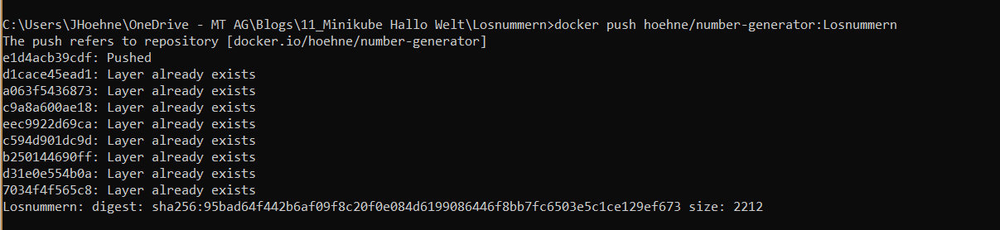 C:\Users\JHoehne\OneDrive - MT AG\Blogs\11_Minikube Hallo Welt\Losnummern>docker push hoehne/number-generator:Losnummern
The push refers to repository [docker.io/hoehne/number-generator]
e1d4acb39cdf: Pushed
d1cace45ead1: Layer already exists
a063f5436873: Layer already exists
c9a8a600ae18: Layer already exists
eec9922d69ca: Layer already exists
c594d901dc9d: Layer already exists
b250144690ff: Layer already exists
d31e0e554b0a: Layer already exists
7034f4f565c8: Layer already exists
Losnummern: digest: sha256:95bad64f442b6af09f8c20f0e084d6199086446f8bb7fc6503e5c1ce129ef673 size: 2212